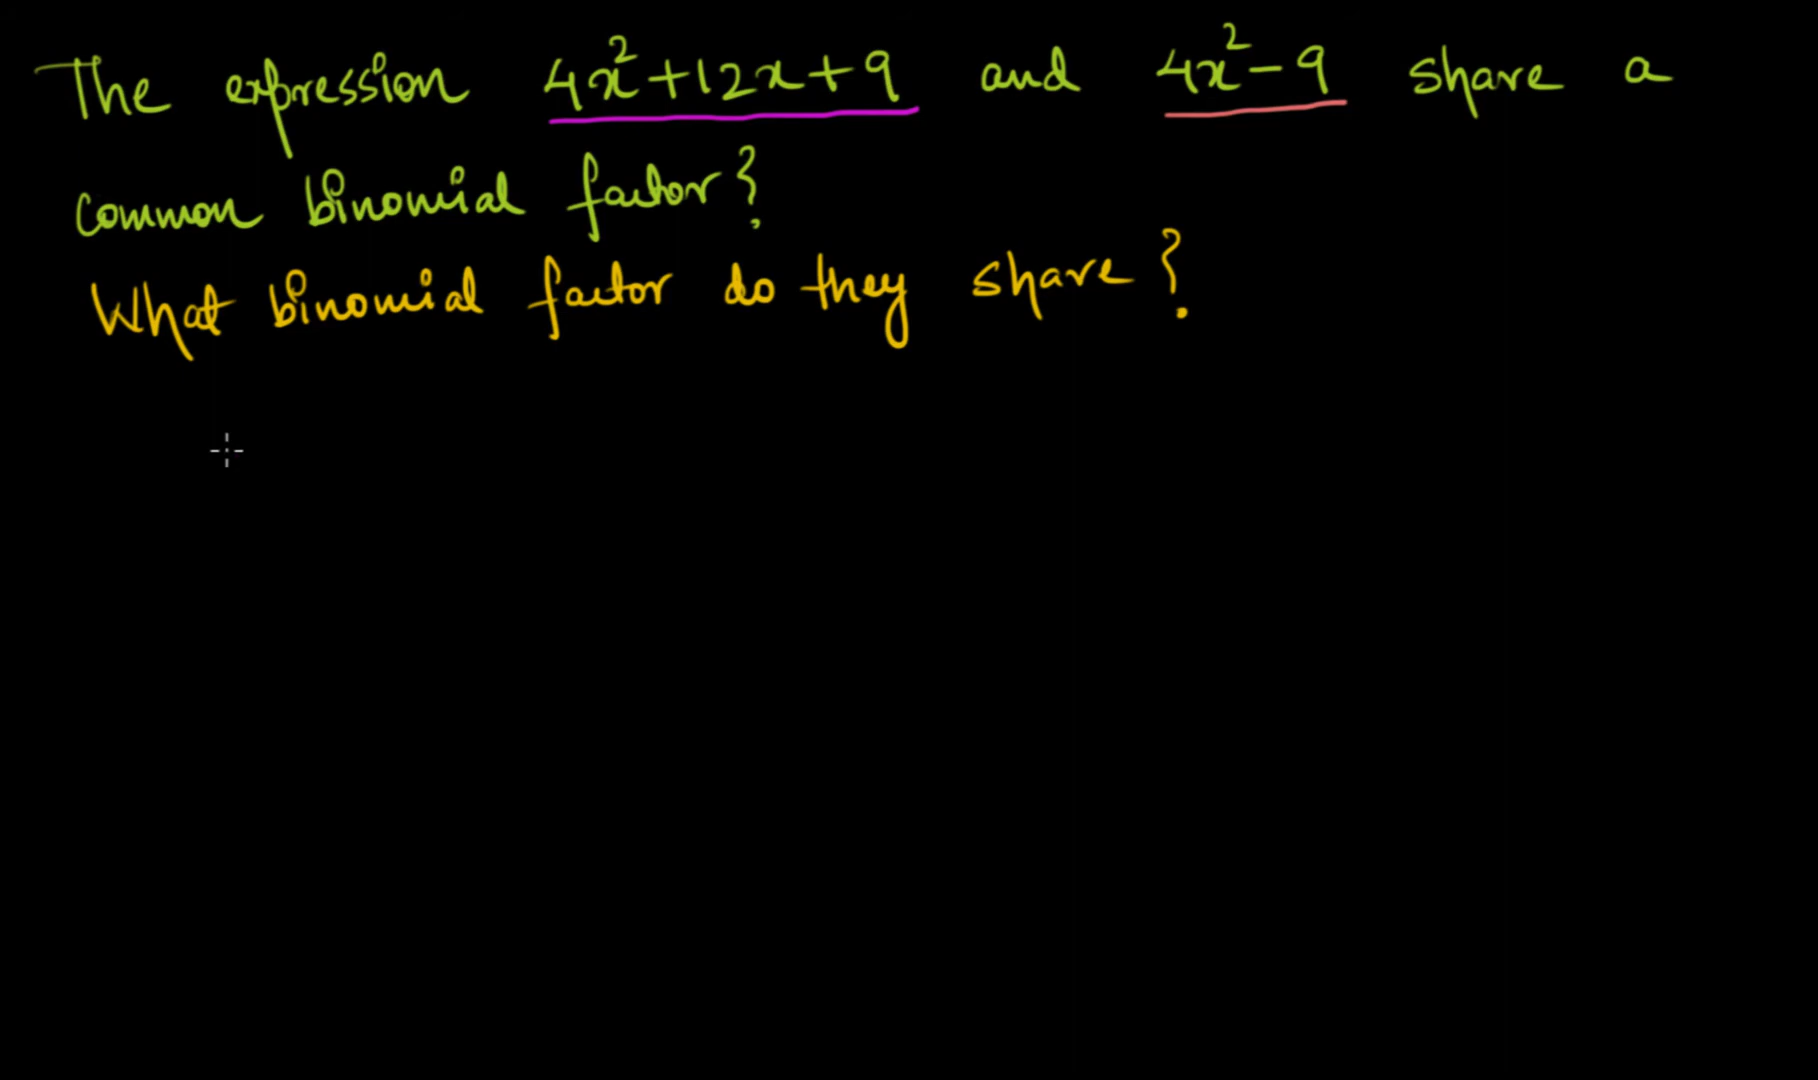 The expression 4x²+12x+9 and 4x²-9 share a
common binomial factor?
What binomial factor do they share?